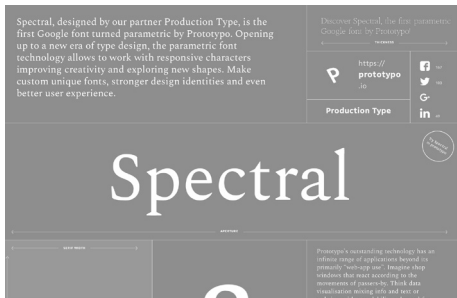 Spectral, designed by our partner Production Type, is the
first Google font turned parametric by Prototypo. Opening
up to a new era of type design, the parametric font
technology allows to work with responsive characters
improving creativity and exploring new shapes. Make
custom unique fonts, stronger design identities and even
better user experience.
Discover Spectral, the first parametric
Google font by Prototypo
https://
prototypo
.io
Production Type
Spectral
Prototypo's outstanding technology has an
infinite range of applications beyond its
primarily "web-app use". Imagine shop
windows that react according to the
movements of passers-by. Think data
visualisation mixing info and text or